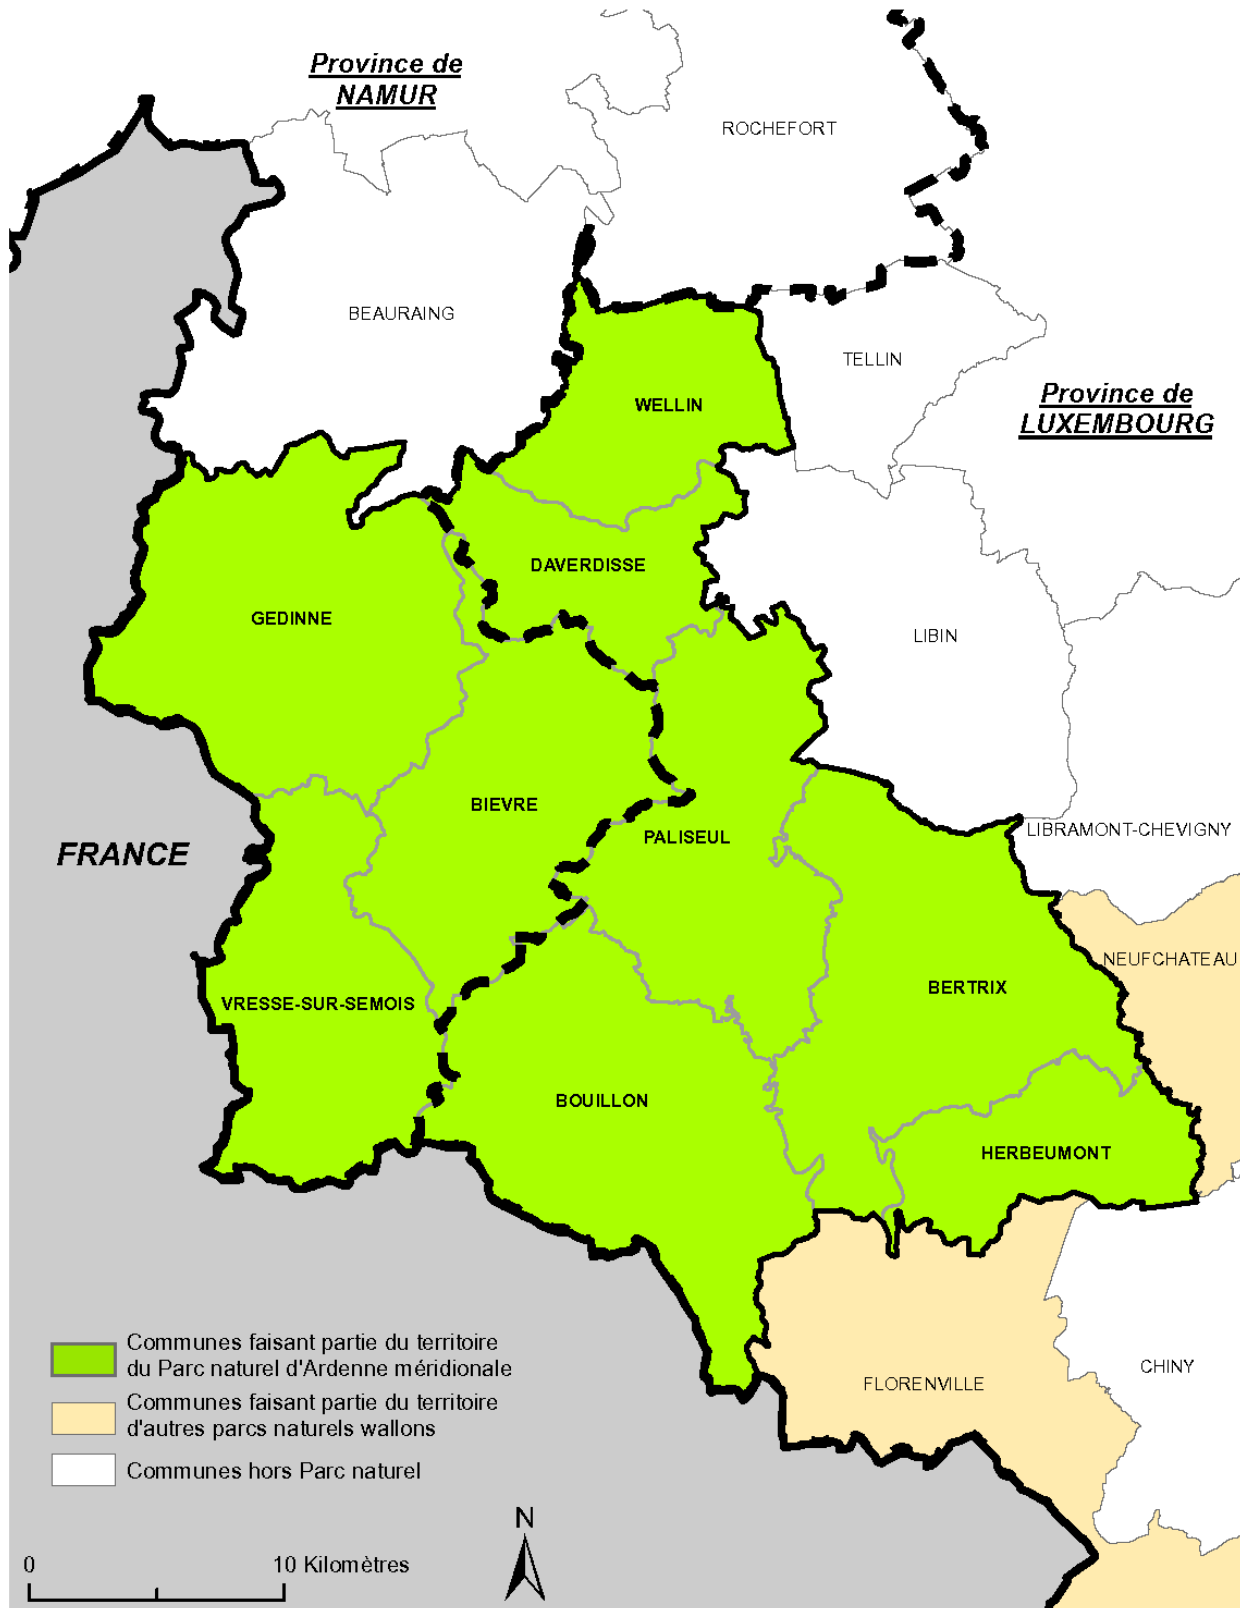 Province de
NAMUR
ROCHEFORT
BEAURAING
TELLIN
Province de
LUXEMBOURG
WELLIN
DAVERDISSE
GEDINNE
LIBIN
BIEVRE
PALISEUL
LIBRAMONT-CHEVIGNY
FRANCE
NEUFCHATEAU
BERTRIX
VRESSE-SUR-SEMOIS
BOUILLON
HERBEUMONT
CHINY
FLORENVILLE
Communes faisant partie du territoire
du Parc naturel d'Ardenne méridionale
Communes faisant partie du territoire
d'autres parcs naturels wallons
Communes hors Parc naturel
N
0 10 Kilomètres